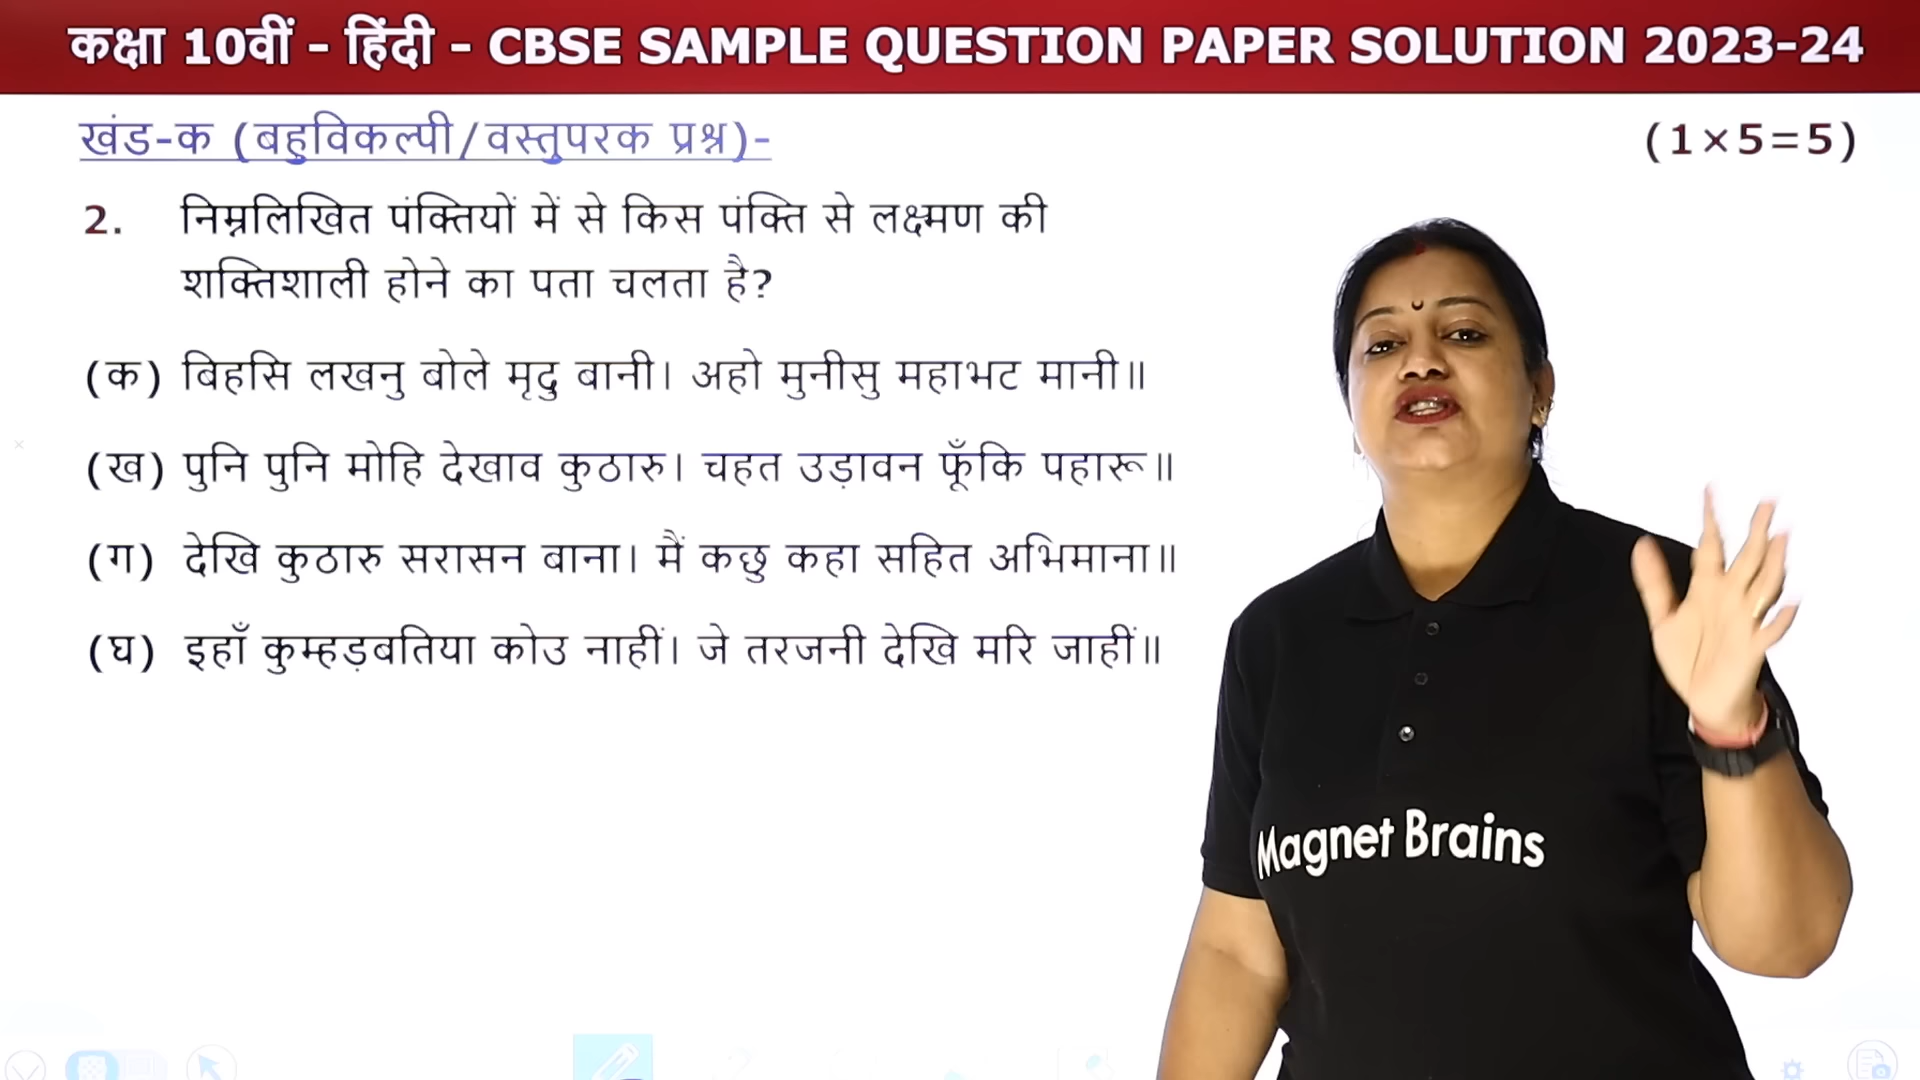 कक्षा 10वीं - हिंदी - CBSE SAMPLE QUESTION PAPER SOLUTION 2023-24
खंड-क (बहुविकल्पी/वस्तुपरक प्रश्न)-
(1×5=5)
2. निम्नलिखित पंक्तियों में से किस पंक्ति से लक्ष्मण की
शक्तिशाली होने का पता चलता है?
(क) बिहसि लखनु बोले मृदु बानी। अहो मुनीसु महाभट मानी॥
(ख) पुनि पुनि मोहि देखाव कुठारु। चहत उड़ावन फूँकि पहारू॥
(ग) देखि कुठारु सरासन बाना। मैं कछु कहा सहित अभिमाना॥
(घ) इहाँ कुम्हड़बतिया कोउ नाहीं। जे तरजनी देखि मरि जाहीं॥
Magnet Brains